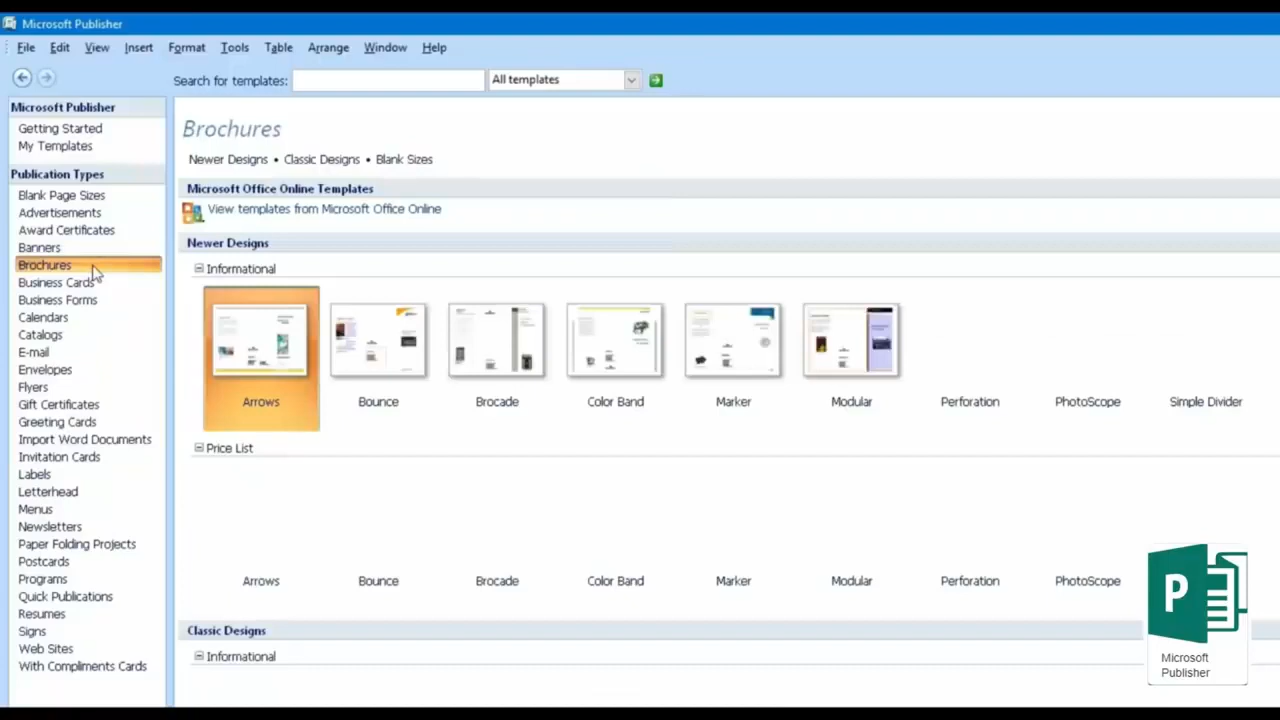 Microsoft Publisher
File Edit View Insert Format Tools Table Arrange Window Help
Search for templates: All templates
Microsoft Publisher
Getting Started
My Templates
Publication Types
Blank Page Sizes
Advertisements
Award Certificates
Banners
Brochures
Business Cards
Business Forms
Calendars
Catalogs
E-mail
Envelopes
Flyers
Gift Certificates
Greeting Cards
Import Word Documents
Invitation Cards
Labels
Letterhead
Menus
Newsletters
Paper Folding Projects
Postcards
Programs
Quick Publications
Resumes
Signs
Web Sites
With Compliments Cards
Brochures
Newer Designs • Classic Designs • Blank Sizes
Microsoft Office Online Templates
View templates from Microsoft Office Online
Newer Designs
Informational
Arrows Bounce Brocade Color Band Marker Modular Perforation PhotoScope Simple Divider
Price List
Arrows Bounce Brocade Color Band Marker Modular Perforation PhotoScope
Classic Designs
Informational
P
Microsoft
Publisher